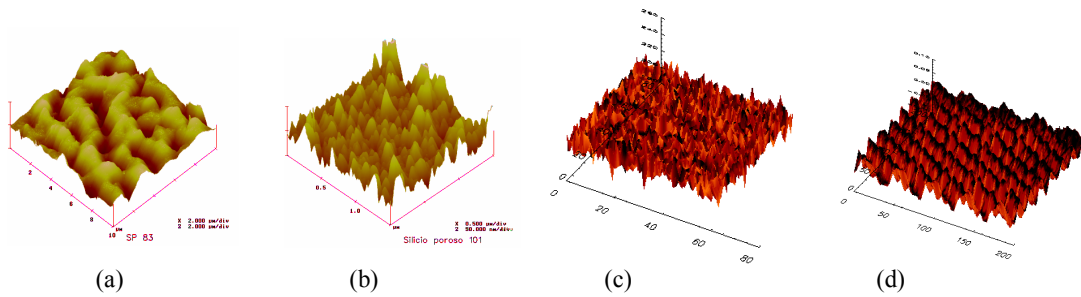 2
4
6
8
10
µm
X 2.000 µm/div
Z 2.000 µm/div
SP 83
(a)
0.5
1.0
µm
X 0.500 µm/div
Z 50.000 nm/div
Silicio poroso 101
(b)
0
20
40
60
80
0
(c)
0
50
100
150
200
0
(d)